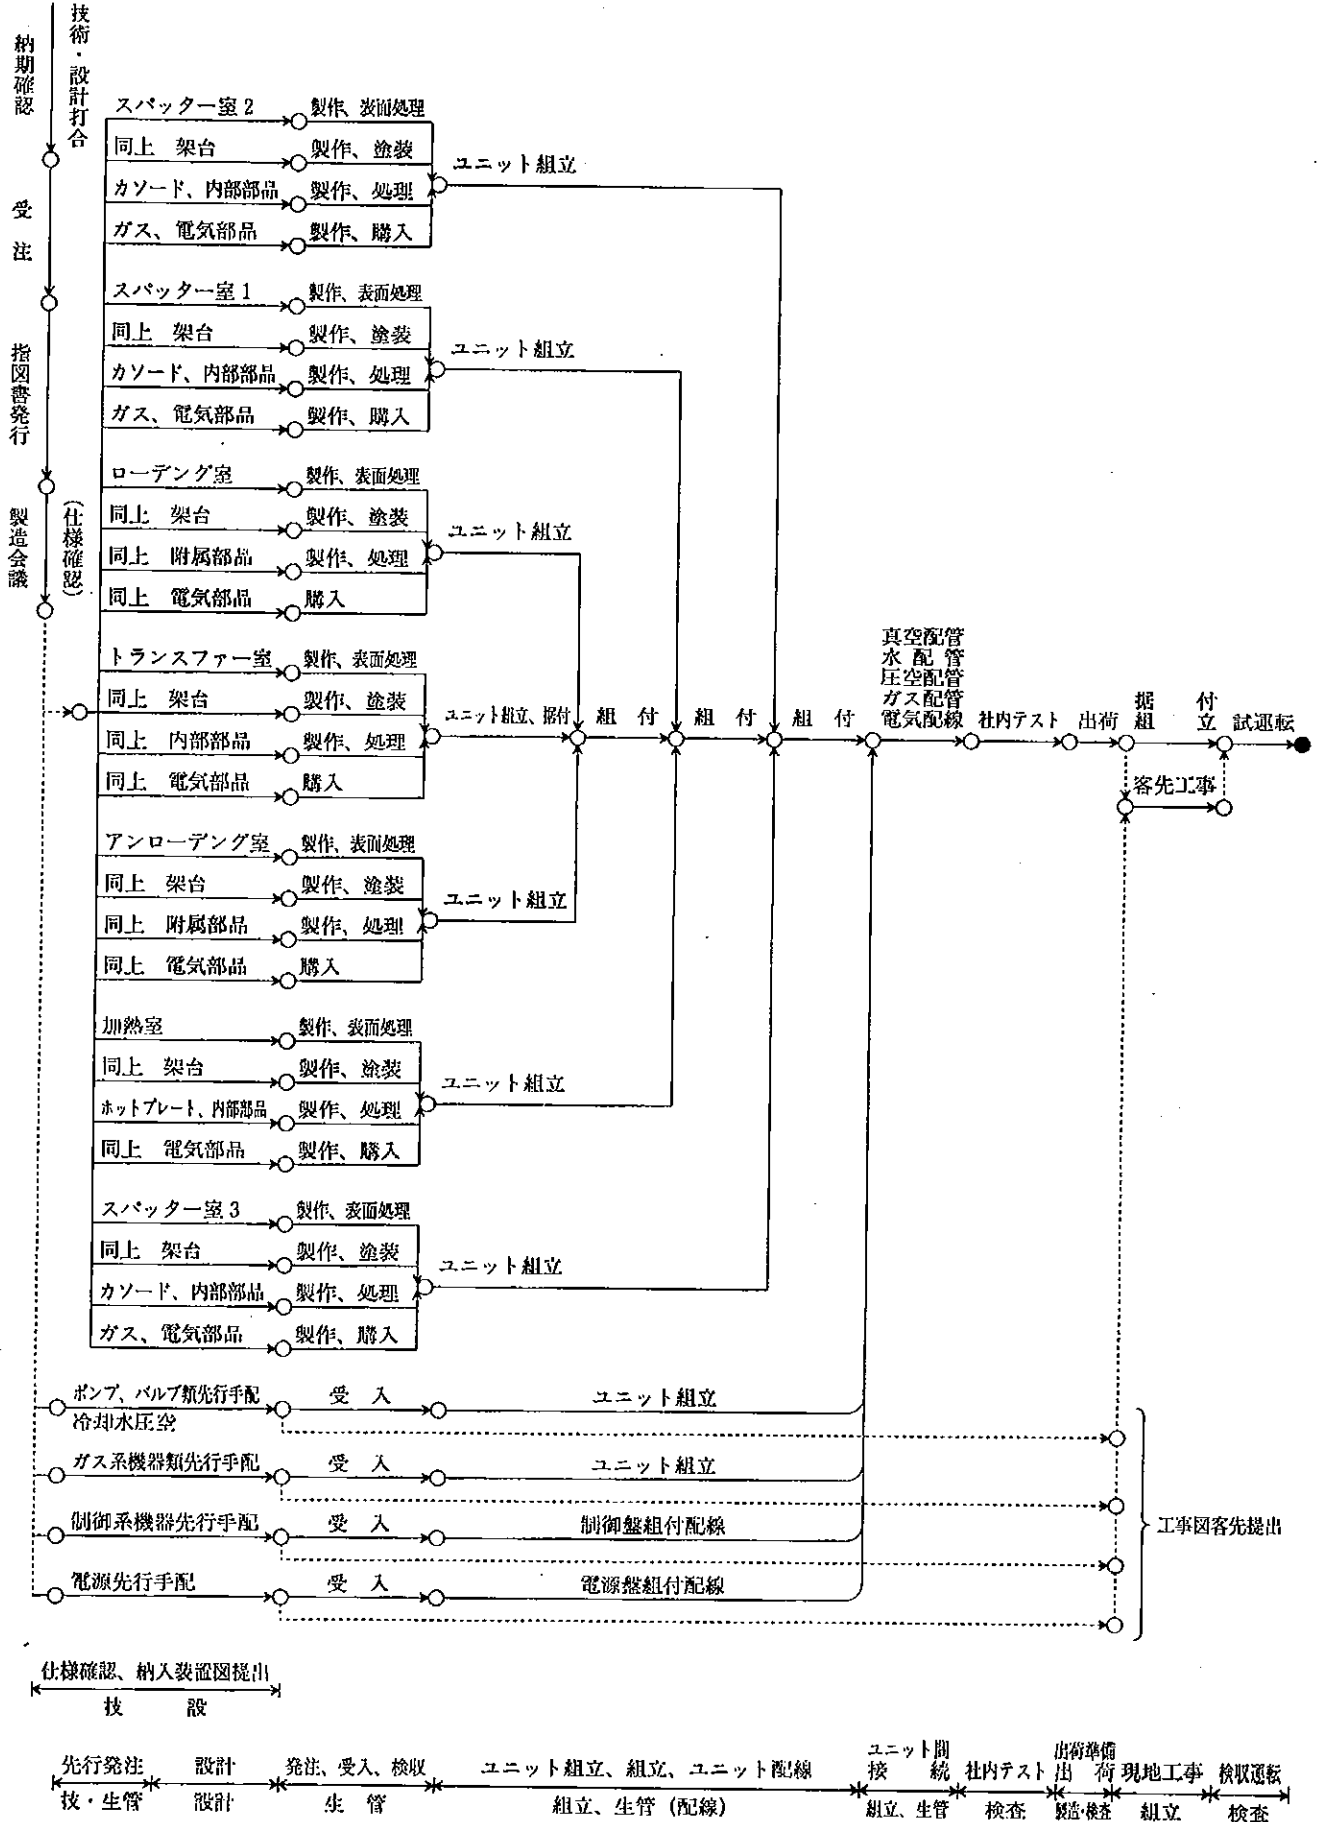 納期確認
技術・設計打合
受注
指図書発行
製造会議
(仕様確認)
スパッター室2 製作、表面処理
同上 架台 製作、塗装
カソード、内部部品 製作、処理
ガス、電気部品 製作、購入
ユニット組立
スパッター室1 製作、表面処理
同上 架台 製作、塗装
カソード、内部部品 製作、処理
ガス、電気部品 製作、購入
ユニット組立
ローデング室 製作、表面処理
同上 架台 製作、塗装
同上 附属部品 製作、処理
同上 電気部品 購入
ユニット組立
トランスファー室 製作、表面処理
同上 架台 製作、塗装
同上 内部部品 製作、処理
同上 電気部品 購入
ユニット組立、据付 組付 組付 組付
真空配管
水配管
圧空配管
ガス配管
電気配線
社内テスト
出荷
据付
組立
試運転
客先工事
アンローデング室 製作、表面処理
同上 架台 製作、塗装
同上 附属部品 製作、処理
同上 電気部品 購入
ユニット組立
加熱室 製作、表面処理
同上 架台 製作、塗装
ホットプレート、内部部品 製作、処理
同上 電気部品 製作、購入
ユニット組立
スパッター室3 製作、表面処理
同上 架台 製作、塗装
カソード、内部部品 製作、処理
ガス、電気部品 製作、購入
ユニット組立
ポンプ、バルブ類先行手配 受入 ユニット組立
冷却水圧空
ガス系機器類先行手配 受入 ユニット組立
制御系機器先行手配 受入 制御盤組付配線
電源先行手配 受入 電源盤組付配線
工事図客先提出
仕様確認、納入装置図提出
技設
先行発注 設計 発注、受入、検収 ユニット組立、組立、ユニット配線
技・生管 設計 生管 組立、生管(配線)
ユニット間
接続
組立、生管
社内テスト
検査
出荷準備
出荷
製造・検査
現地工事
組立
検収運転
検査